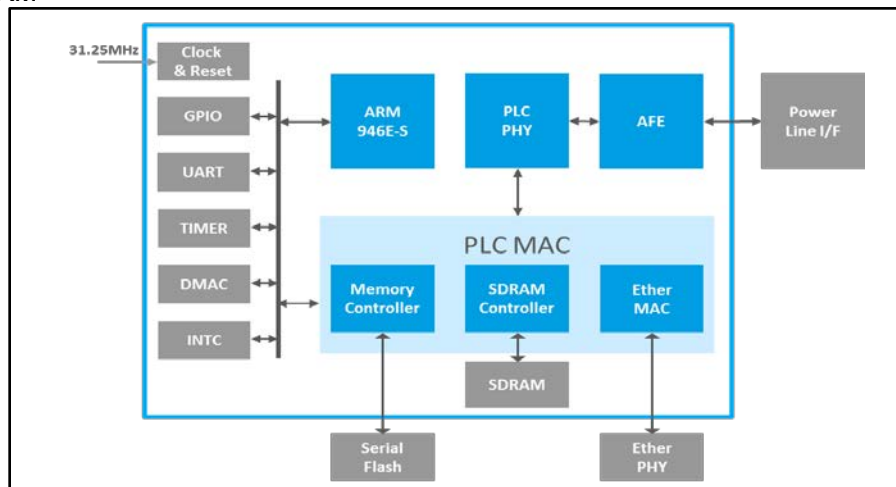 31.25MHz
Clock
& Reset
GPIO
UART
TIMER
DMAC
INTC
ARM
946E-S
PLC
PHY
AFE
Power
Line I/F
PLC MAC
Memory
Controller
SDRAM
Controller
Ether
MAC
SDRAM
Serial
Flash
Ether
PHY